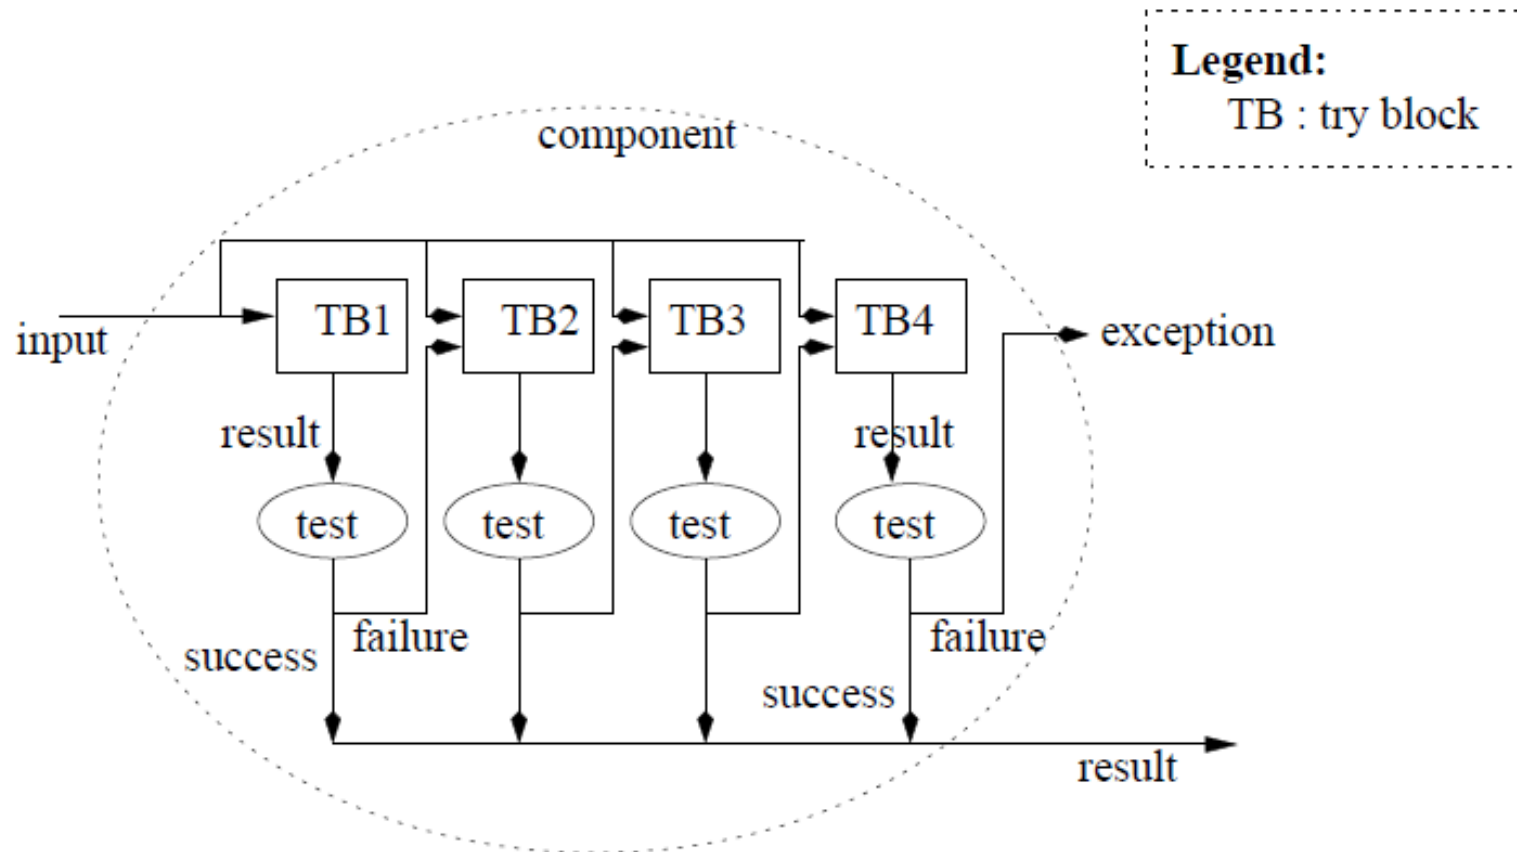 Legend:
TB : try block
component
TB1
TB2
TB3
TB4
input
exception
result
result
test
test
test
test
failure
failure
success
success
result